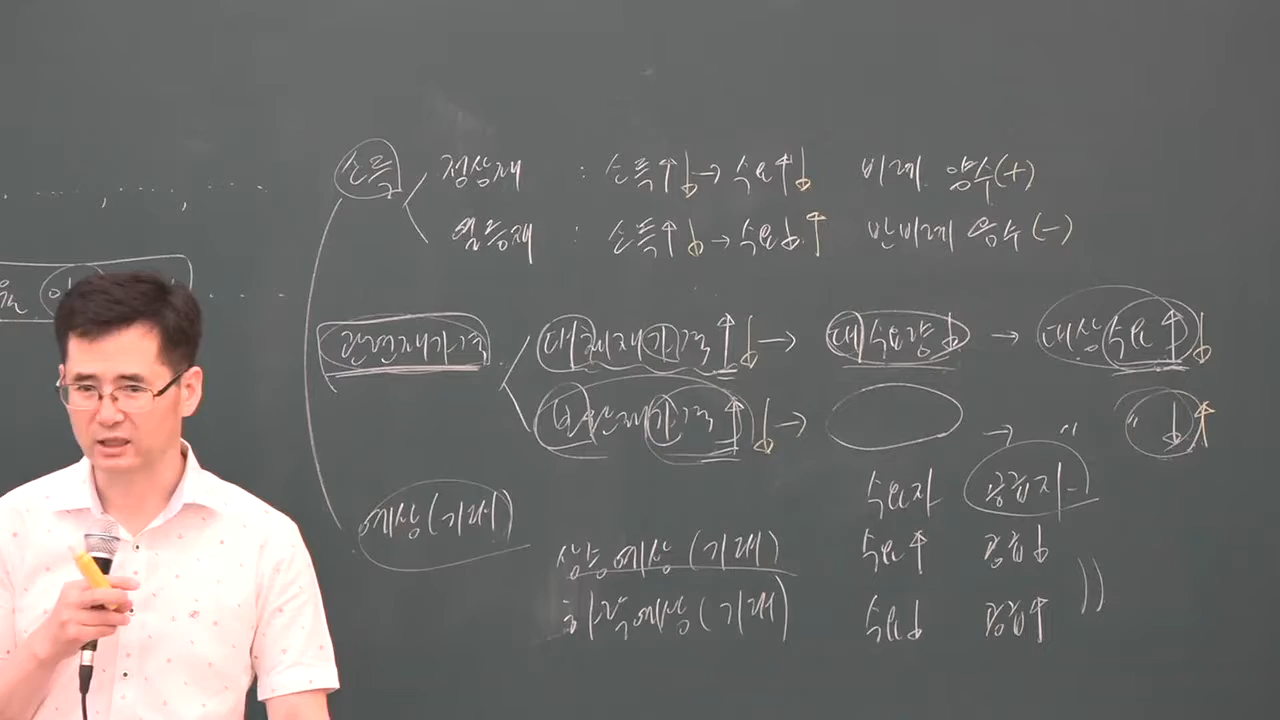 소득 정상재 : 소득↑↓→수요↑↓ 비례 양수(+)
열등재 : 소득↑↓→수요↓↑ 반비례 음수(-)
관련재가격 대체재가격↑↓→ 대수요량↓ → 대상수요↑↓
보완재가격↑↓→ → 〃 〃↓↑
수요자 공급자
예상(기대)
상승예상(기대) 수요↑ 공급↓
하락예상(기대) 수요↓ 공급↑